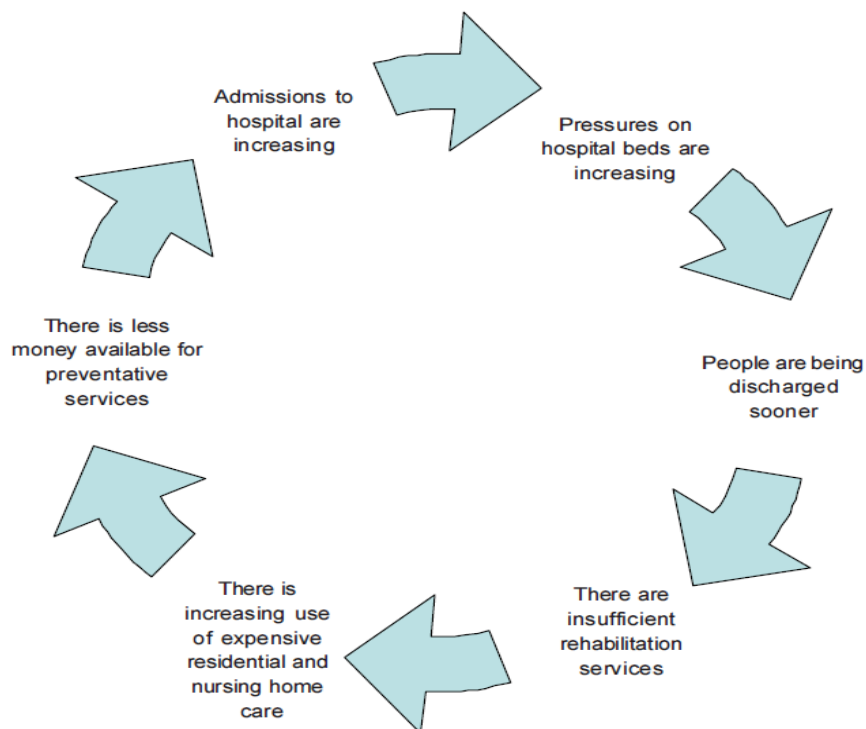 Admissions to
hospital are
increasing
Pressures on
hospital beds are
increasing
People are being
discharged
sooner
There are
insufficient
rehabilitation
services
There is
increasing use
of expensive
residential and
nursing home
care
There is less
money available for
preventative
services